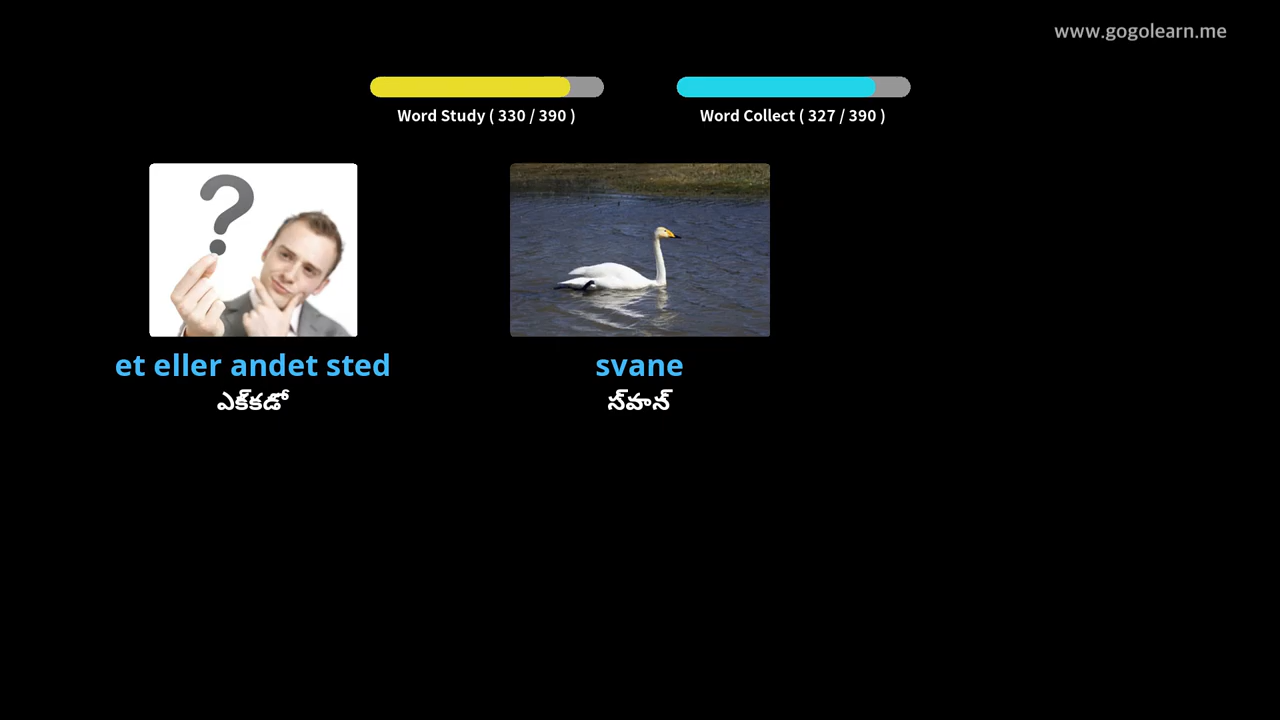 www.gogolearn.me
Word Study ( 330 / 390 )
Word Collect ( 327 / 390 )
et eller andet sted
ఎక్‌కడో
svane
స్‌వాన్